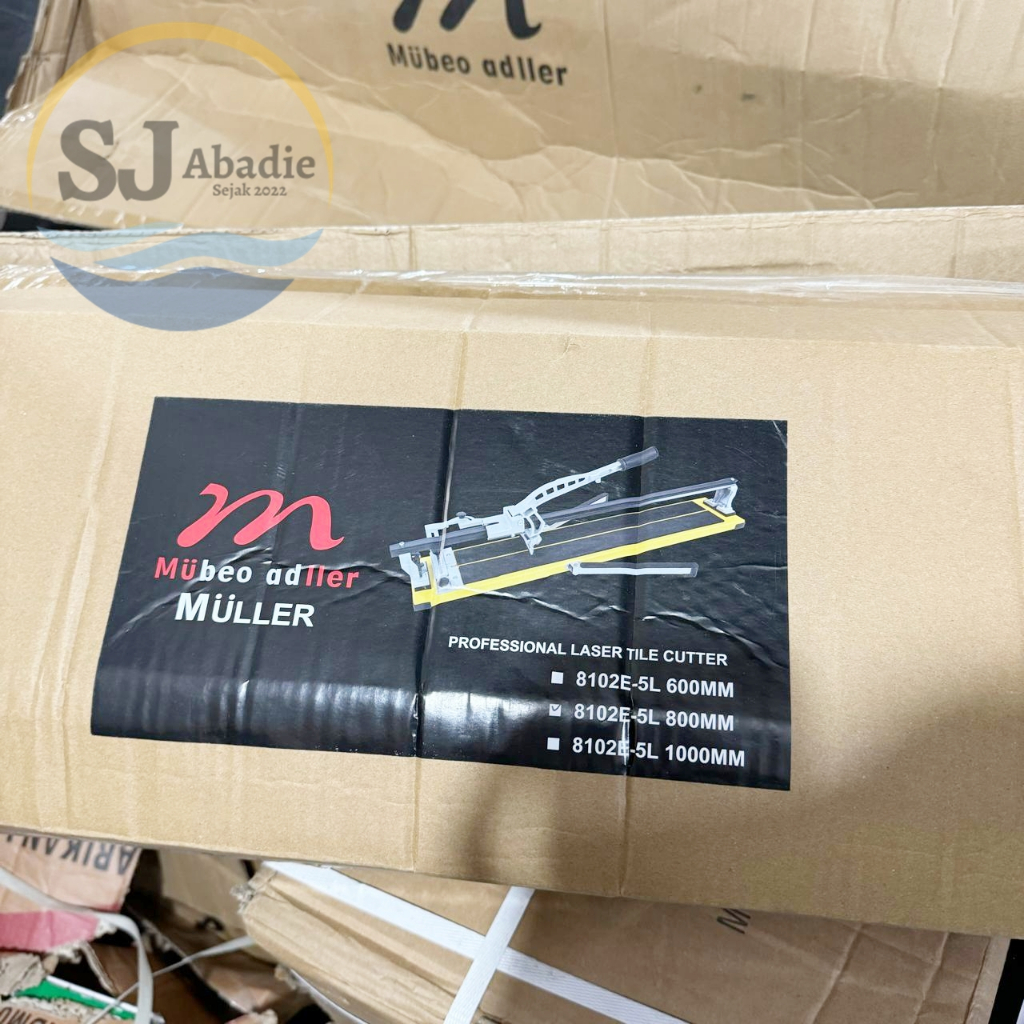 Mübeo adller
SJ Abadie
Sejak 2022
Mübeo adller
MÜLLER
PROFESSIONAL LASER TILE CUTTER
8102E-5L 600MM
8102E-5L 800MM
8102E-5L 1000MM